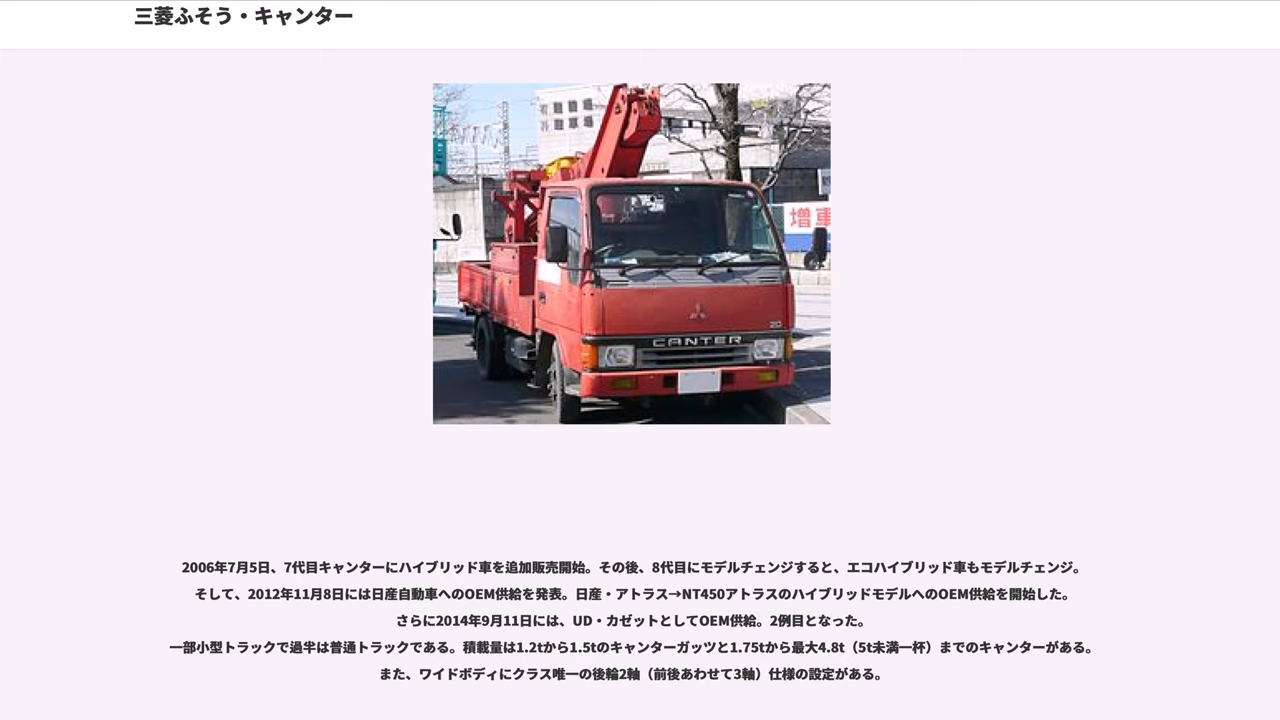 三菱ふそう・キャンター
増車
CANTER
20
2006年7月5日、7代目キャンターにハイブリッド車を追加販売開始。その後、8代目にモデルチェンジすると、エコハイブリッド車もモデルチェンジ。
そして、2012年11月8日には日産自動車へのOEM供給を発表。日産・アトラス→NT450アトラスのハイブリッドモデルへのOEM供給を開始した。
さらに2014年9月11日には、UD・カゼットとしてOEM供給。2例目となった。
一部小型トラックで過半は普通トラックである。積載量は1.2tから1.5tのキャンターガッツと1.75tから最大4.8t（5t未満一杯）までのキャンターがある。
また、ワイドボディにクラス唯一の後輪2軸（前後あわせて3軸）仕様の設定がある。